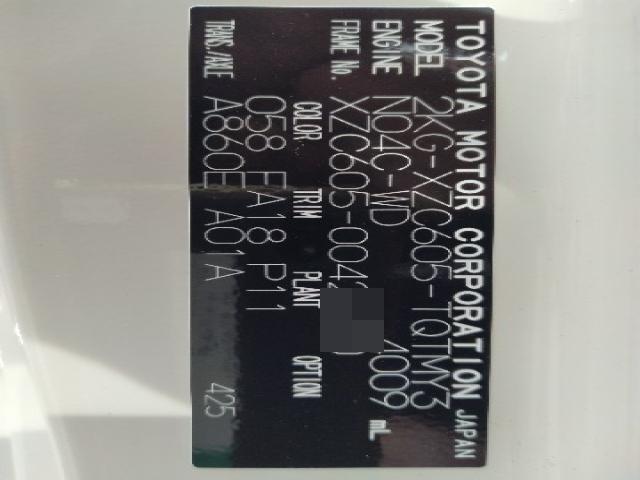 TOYOTA MOTOR CORPORATION JAPAN
MODEL 2KG-XZC605-TQTMY3
ENGINE N04C-WD 4009 mL
FRAME No. XZC605-004
COLOR TRIM PLANT OPTION
058 EA18 P11
TRANS./AXLE A860E A01A 425